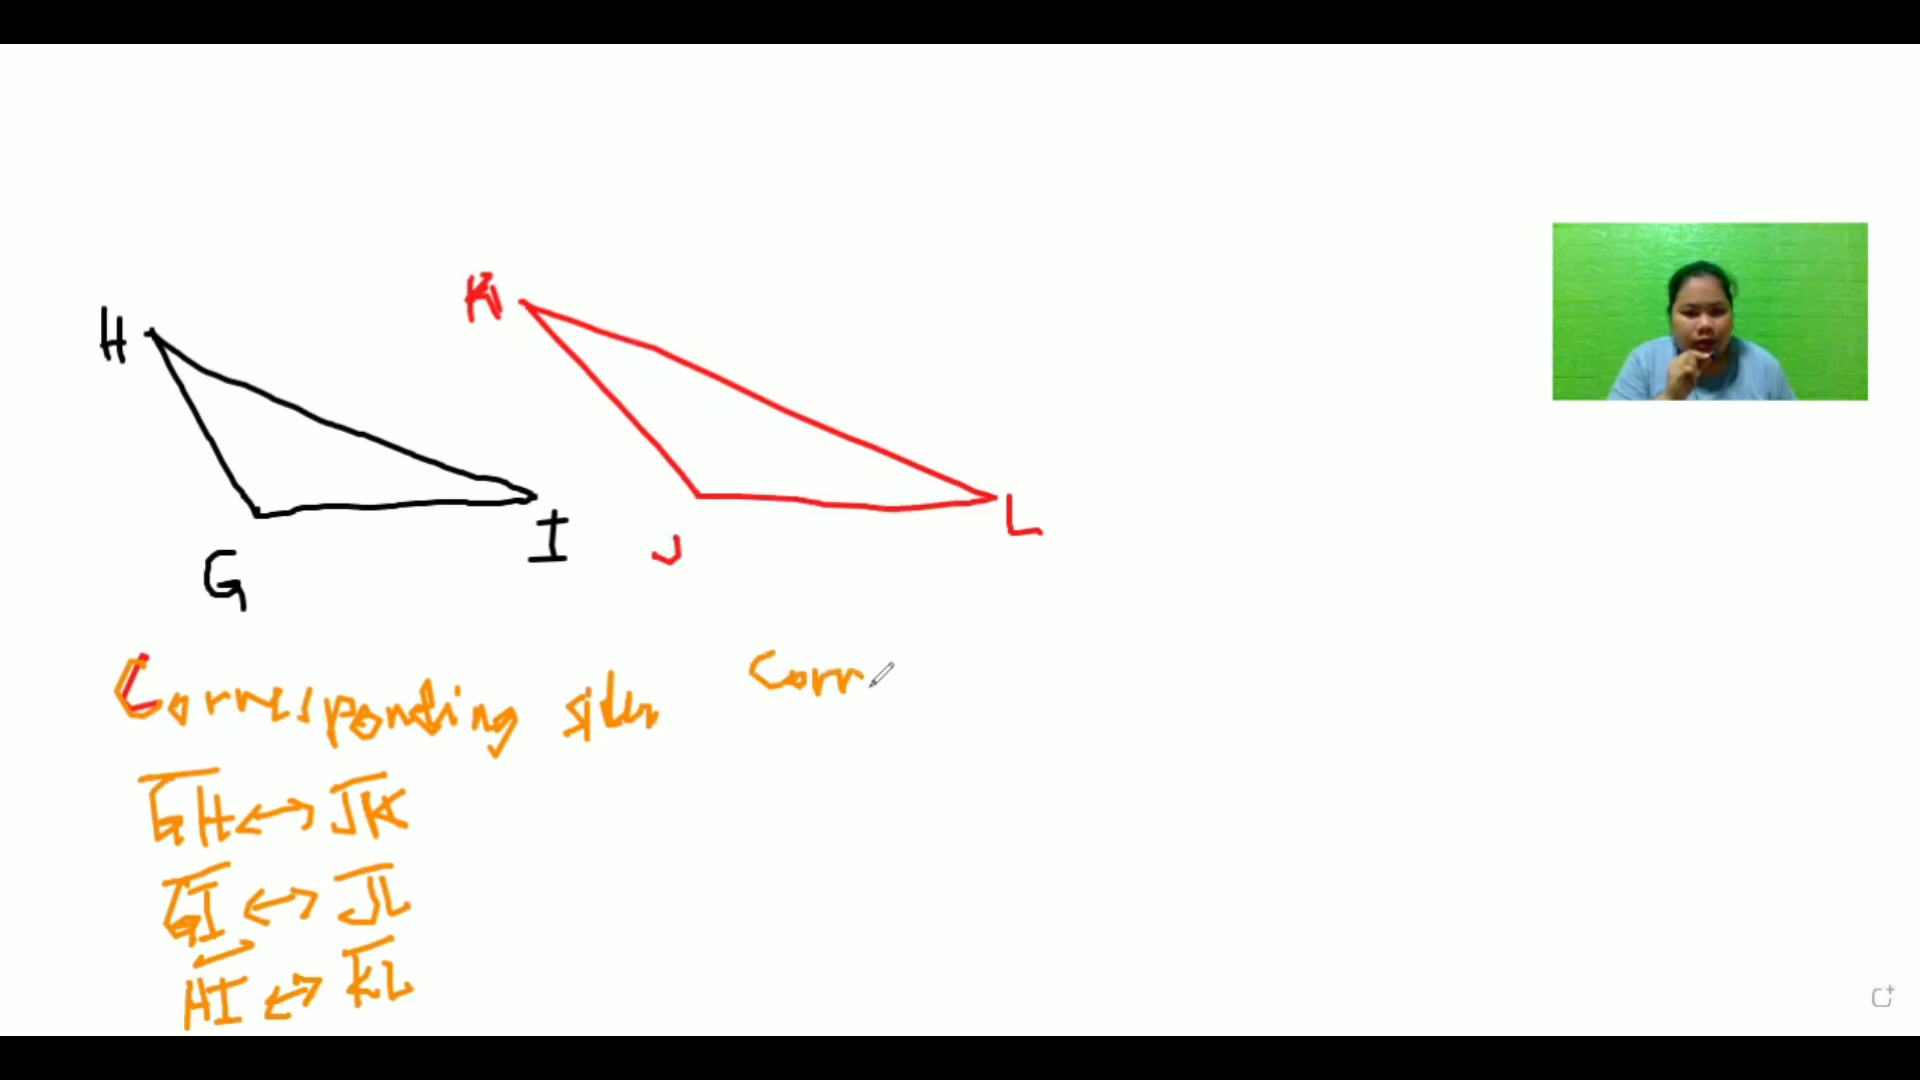 K
H
L
I
J
G
Corresponding sides
Corr
GH ↔ JK
GI ↔ JL
HI ↔ KL